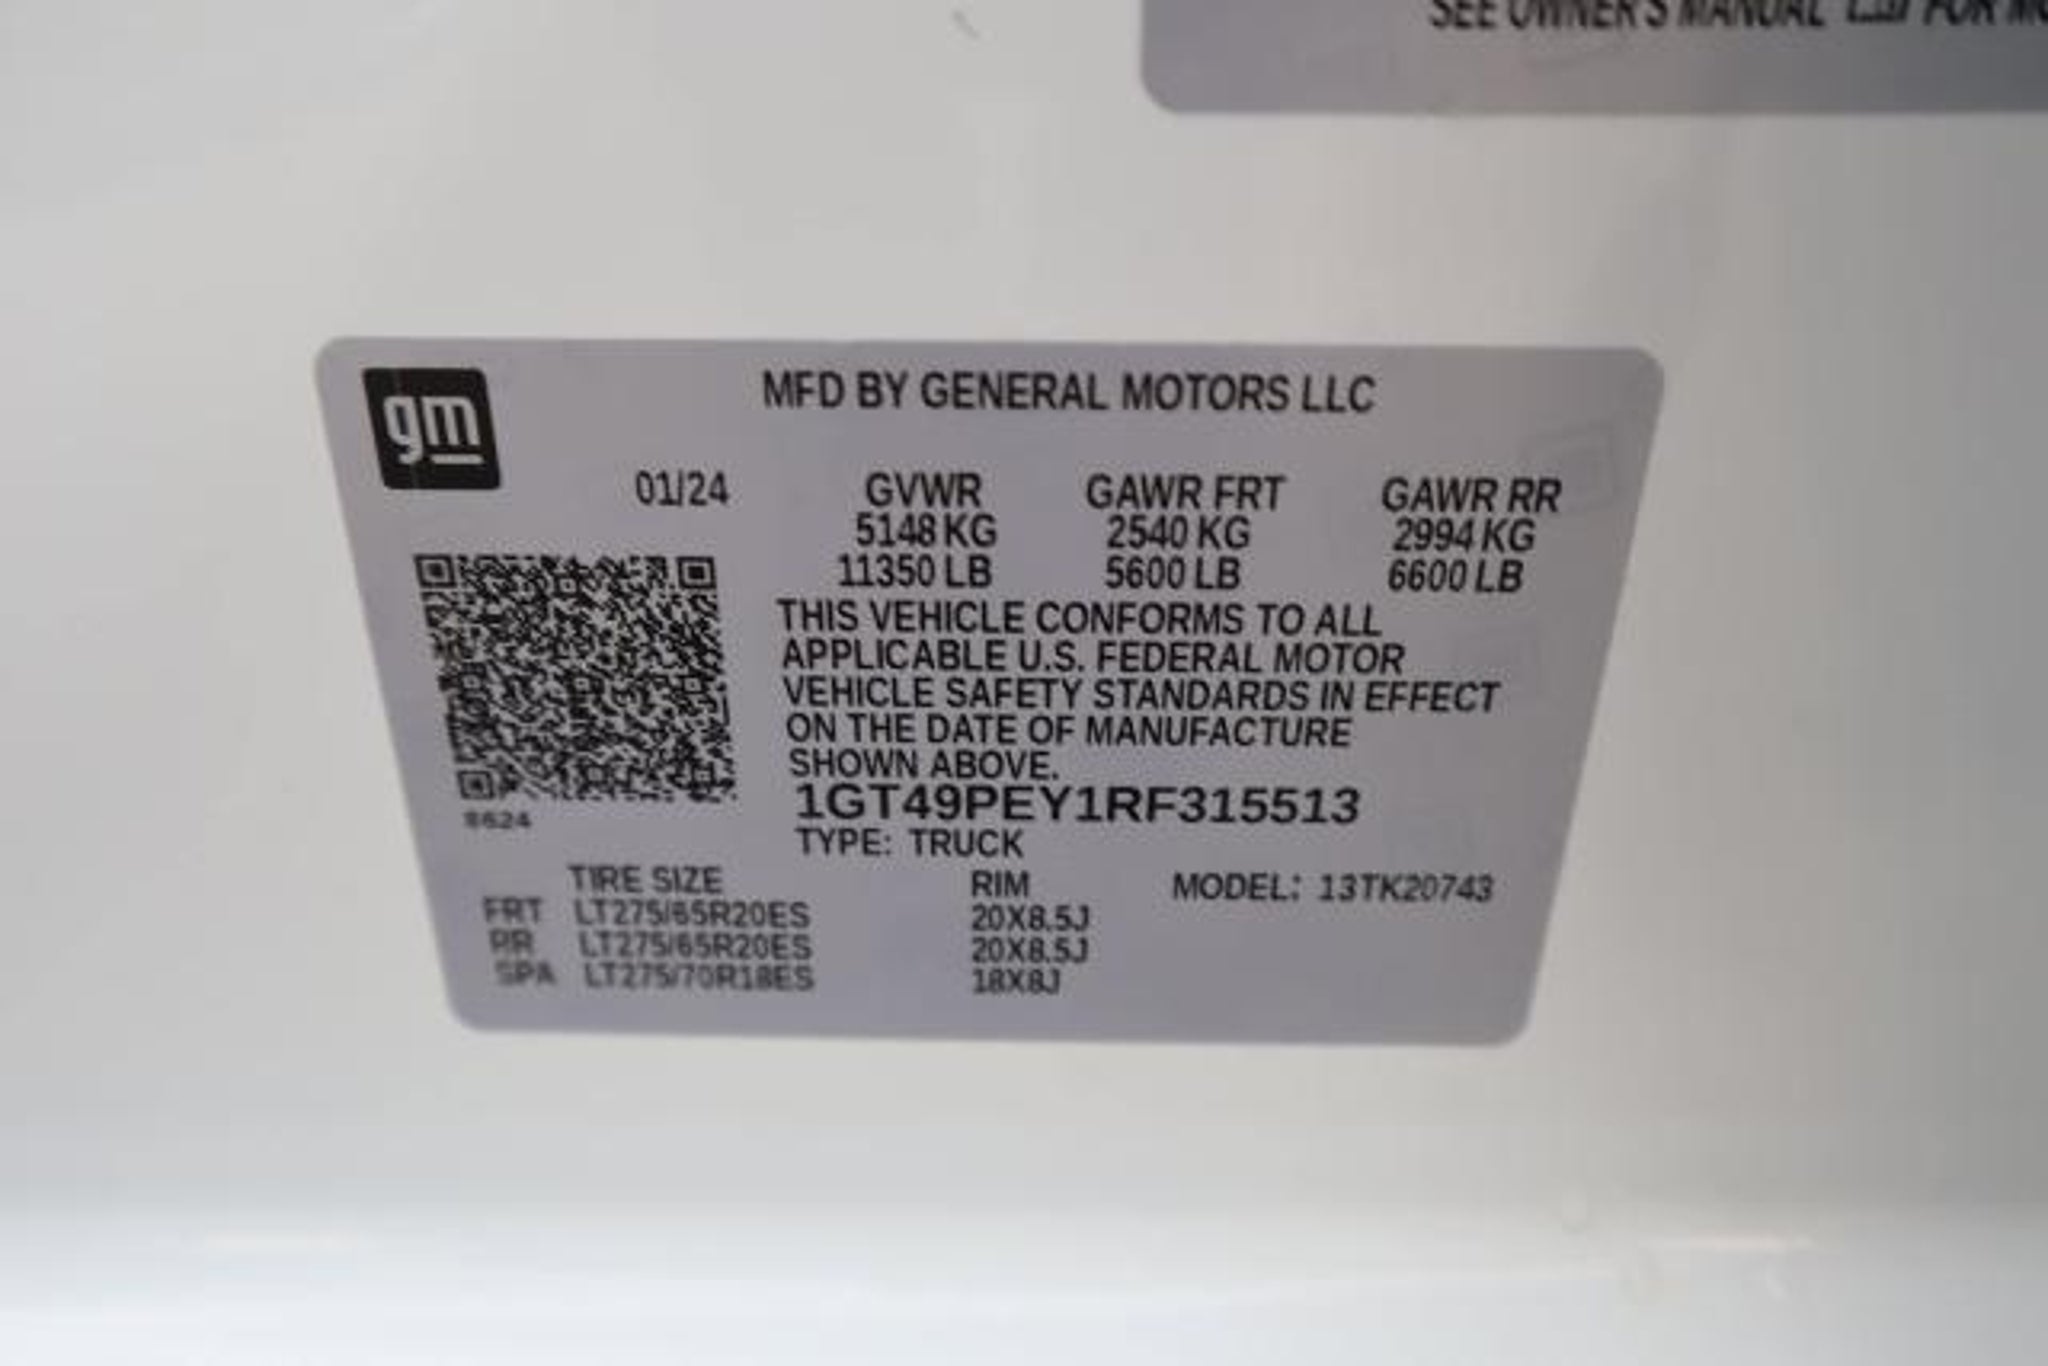 SEE OWNER'S MANUAL FOR
MFD BY GENERAL MOTORS LLC
gm
01/24 GVWR GAWR FRT GAWR RR
5148 KG 2540 KG 2994 KG
11350 LB 5600 LB 6600 LB
THIS VEHICLE CONFORMS TO ALL
APPLICABLE U.S. FEDERAL MOTOR
VEHICLE SAFETY STANDARDS IN EFFECT
ON THE DATE OF MANUFACTURE
SHOWN ABOVE.
1GT49PEY1RF315513
8624
TYPE: TRUCK
TIRE SIZE RIM MODEL: 13TK20743
FRT LT275/65R20ES 20X8.5J
RR LT275/65R20ES 20X8.5J
SPA LT275/70R18ES 18X8J